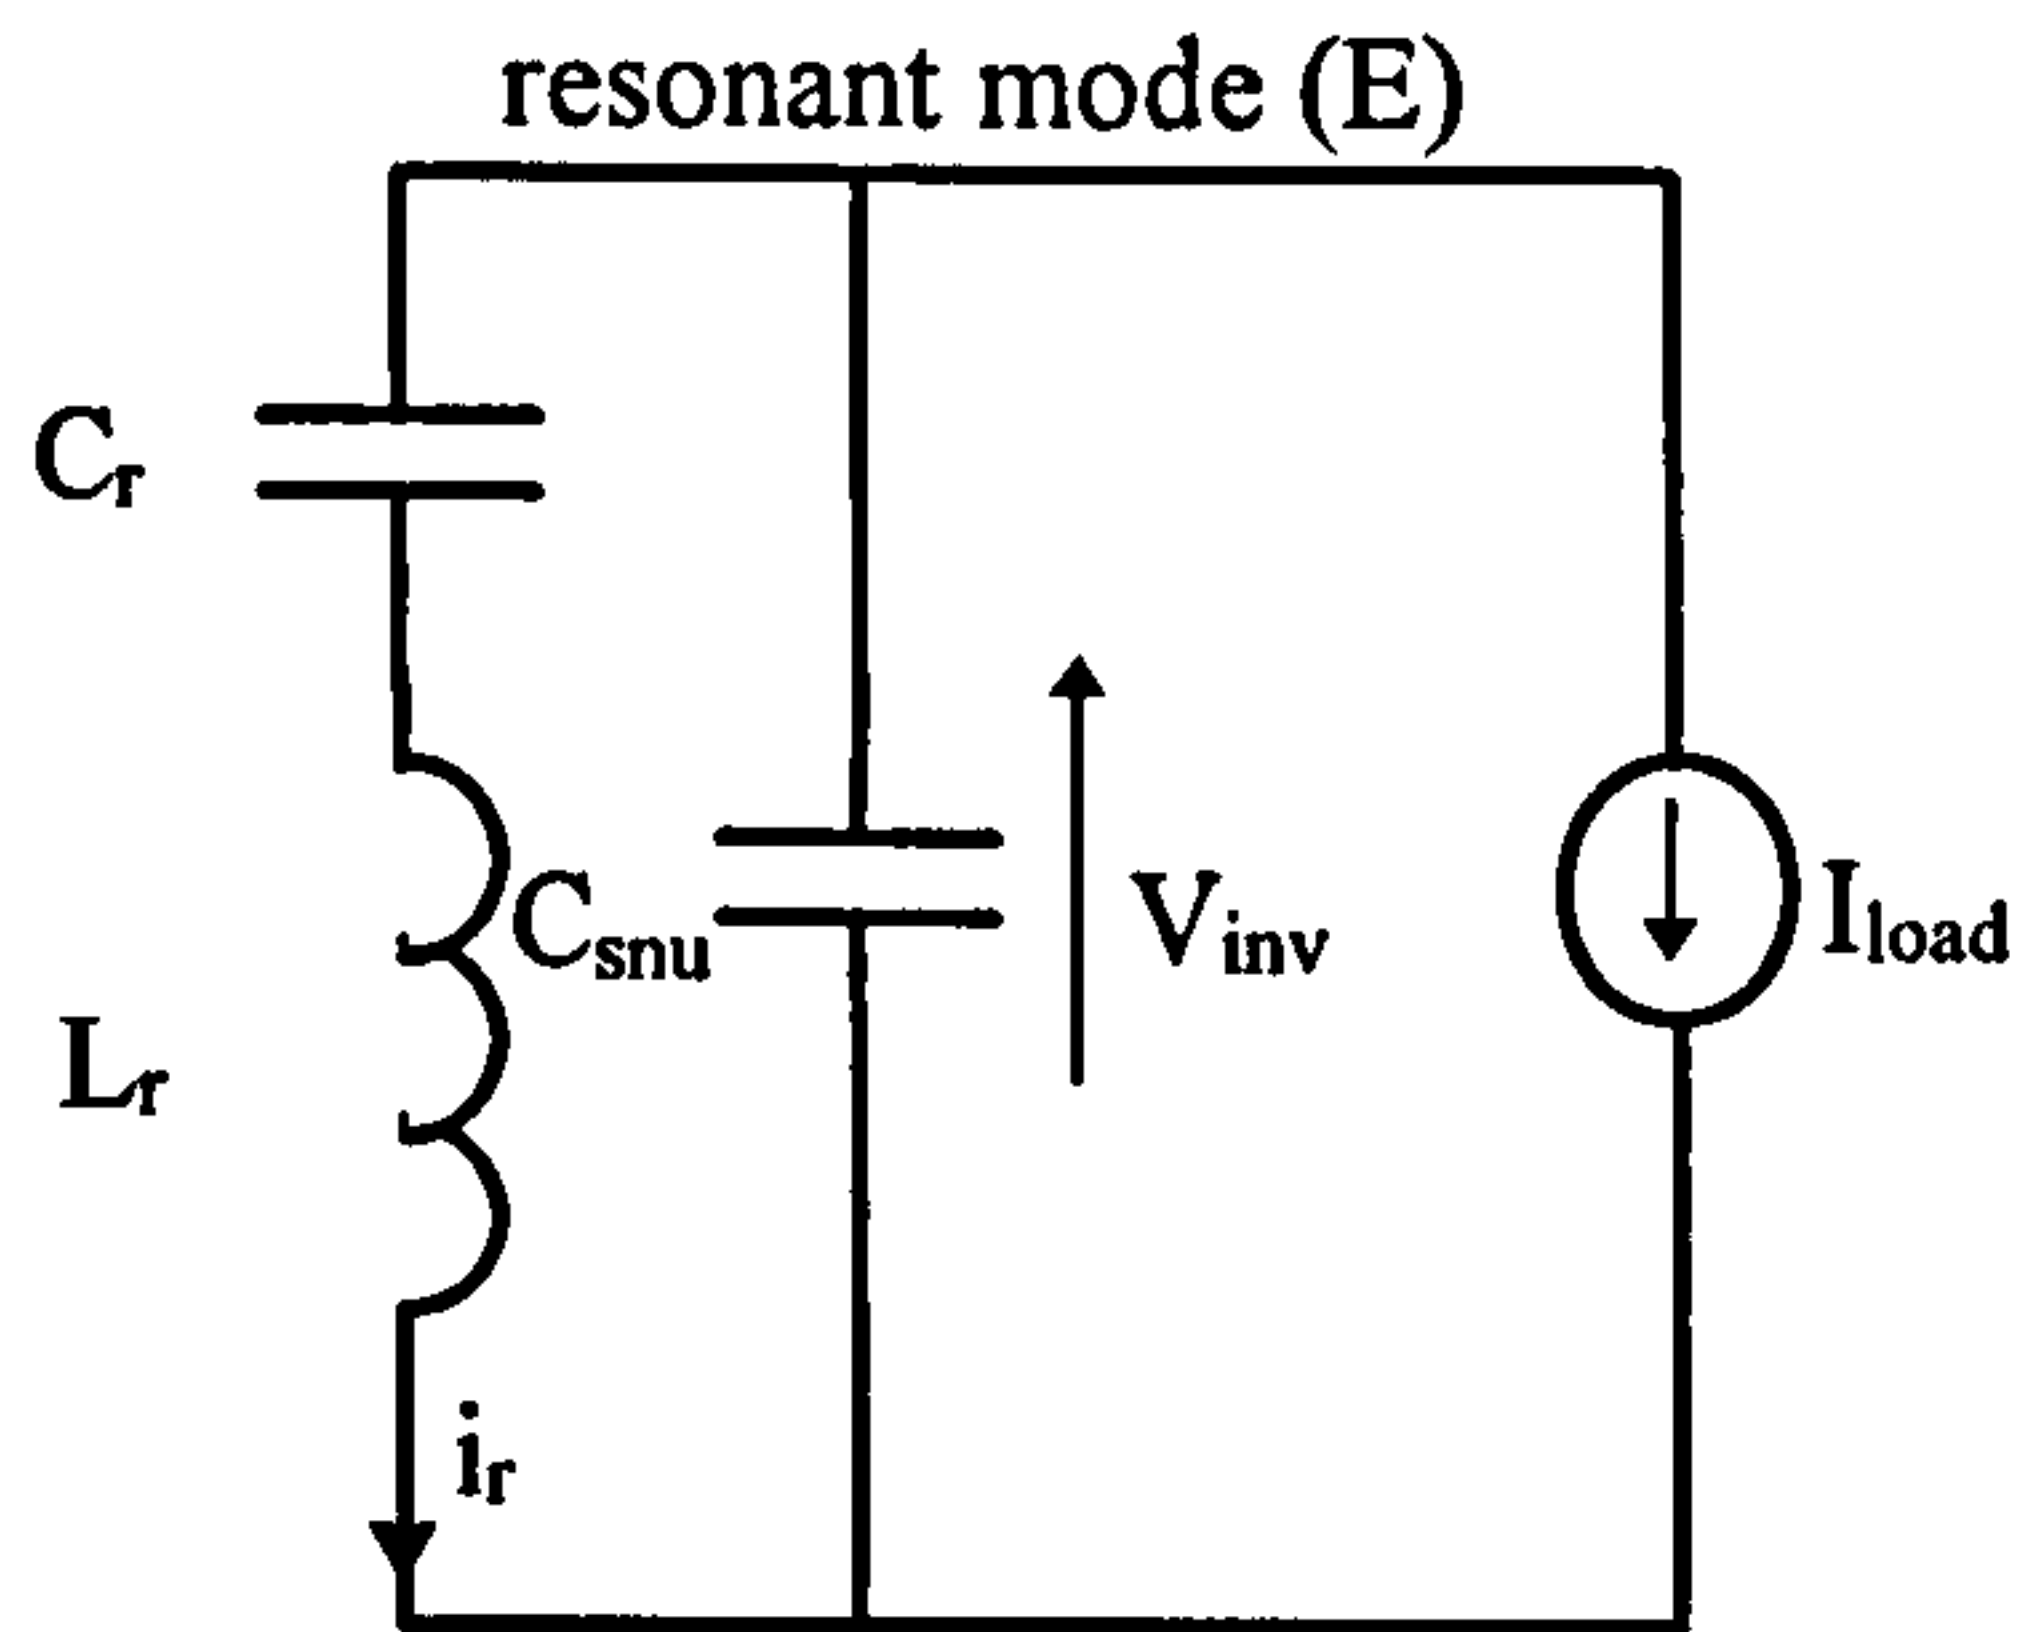 resonant mode (E)
Cr
Csnu
Vinv
Iload
Lr
ir